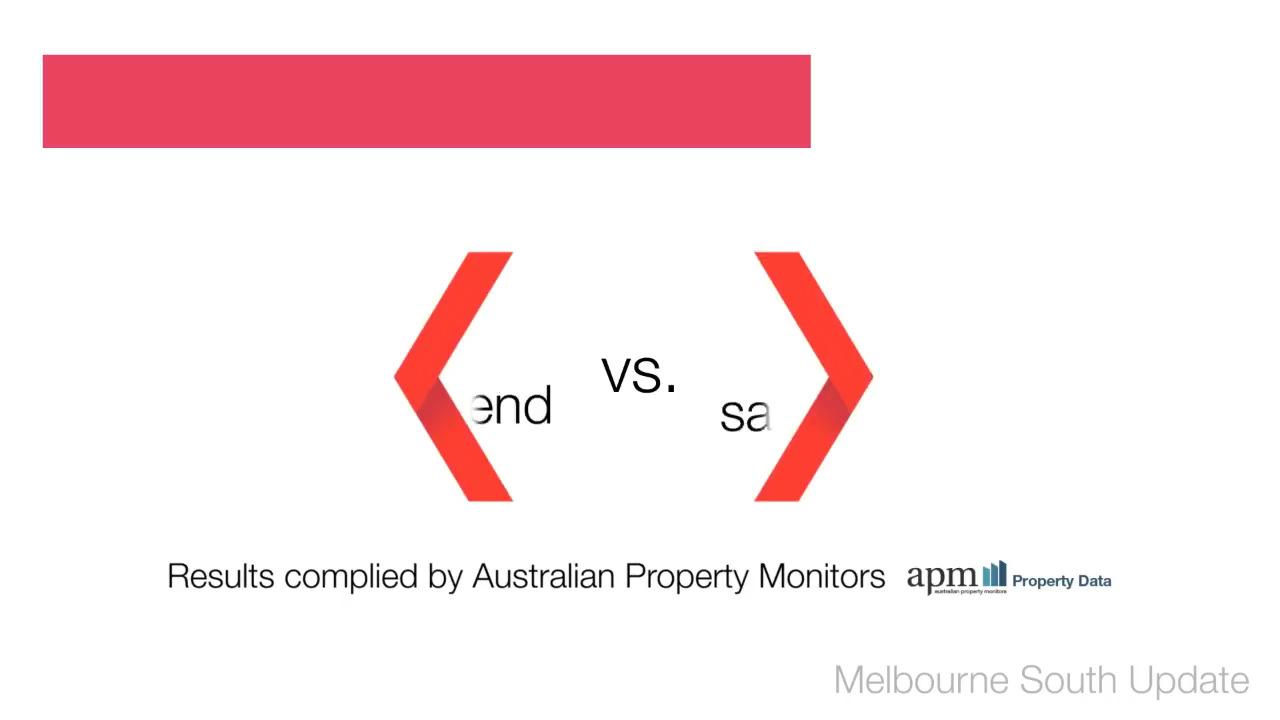 vs.
end
sa
Results complied by Australian Property Monitors
apm Property Data
australian property monitors
Melbourne South Update